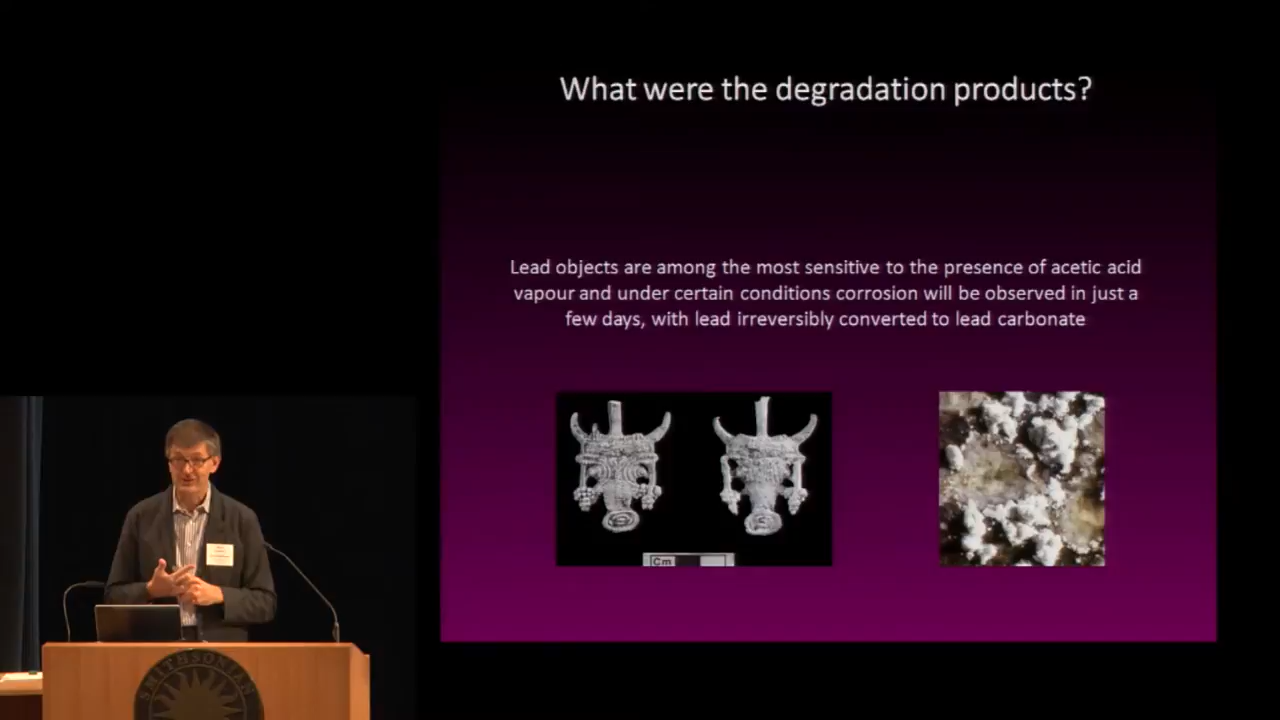 What were the degradation products?
Lead objects are among the most sensitive to the presence of acetic acid
vapour and under certain conditions corrosion will be observed in just a
few days, with lead irreversibly converted to lead carbonate
Cm
SMITHSONIAN